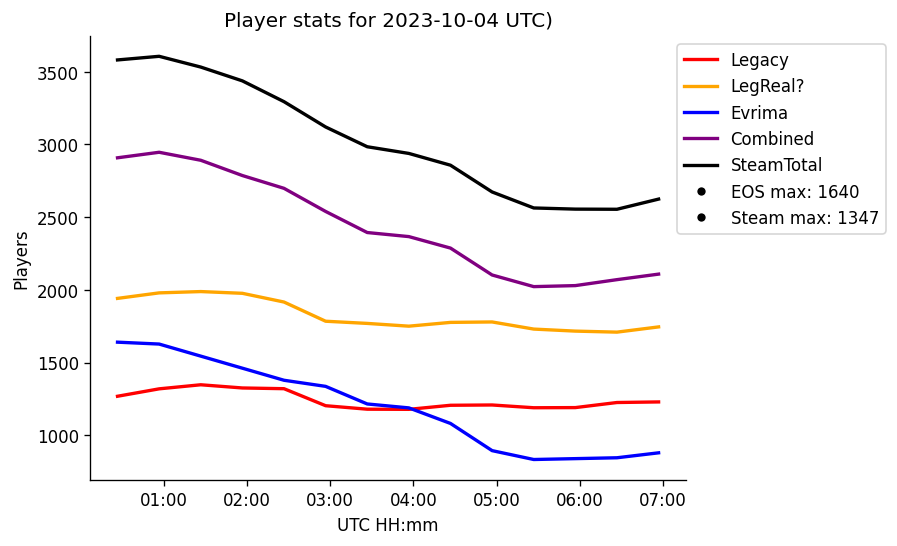 Player stats for 2023-10-04 UTC)
Legacy
LegReal?
Evrima
Combined
SteamTotal
EOS max: 1640
Steam max: 1347
Players
3500
3000
2500
2000
1500
1000
01:00 02:00 03:00 04:00 05:00 06:00 07:00
UTC HH:mm